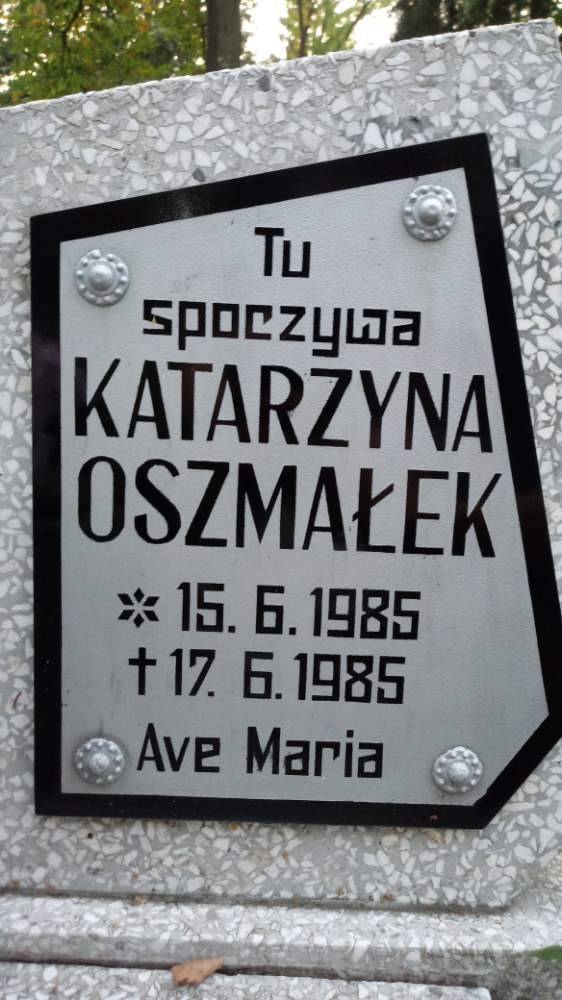 Tu
spoczywa
KATARZYNA
OSZMAŁEK
* 15. 6. 1985
† 17. 6. 1985
Ave Maria